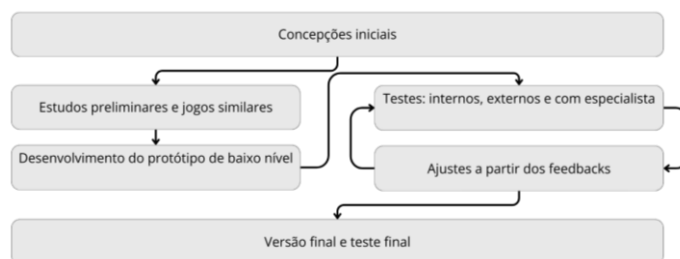 Concepções iniciais
Estudos preliminares e jogos similares
Desenvolvimento do protótipo de baixo nível
Testes: internos, externos e com especialista
Ajustes a partir dos feedbacks
Versão final e teste final